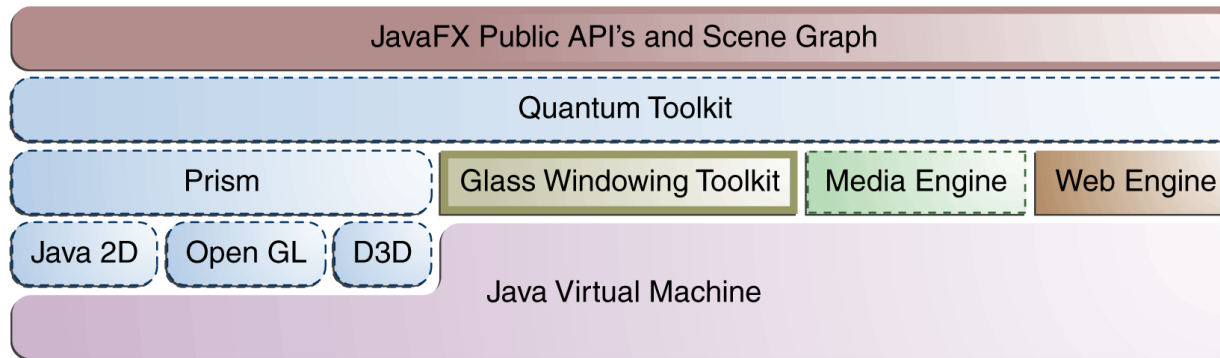 JavaFX Public API's and Scene Graph
Quantum Toolkit
Prism
Glass Windowing Toolkit
Media Engine
Web Engine
Java 2D
Open GL
D3D
Java Virtual Machine